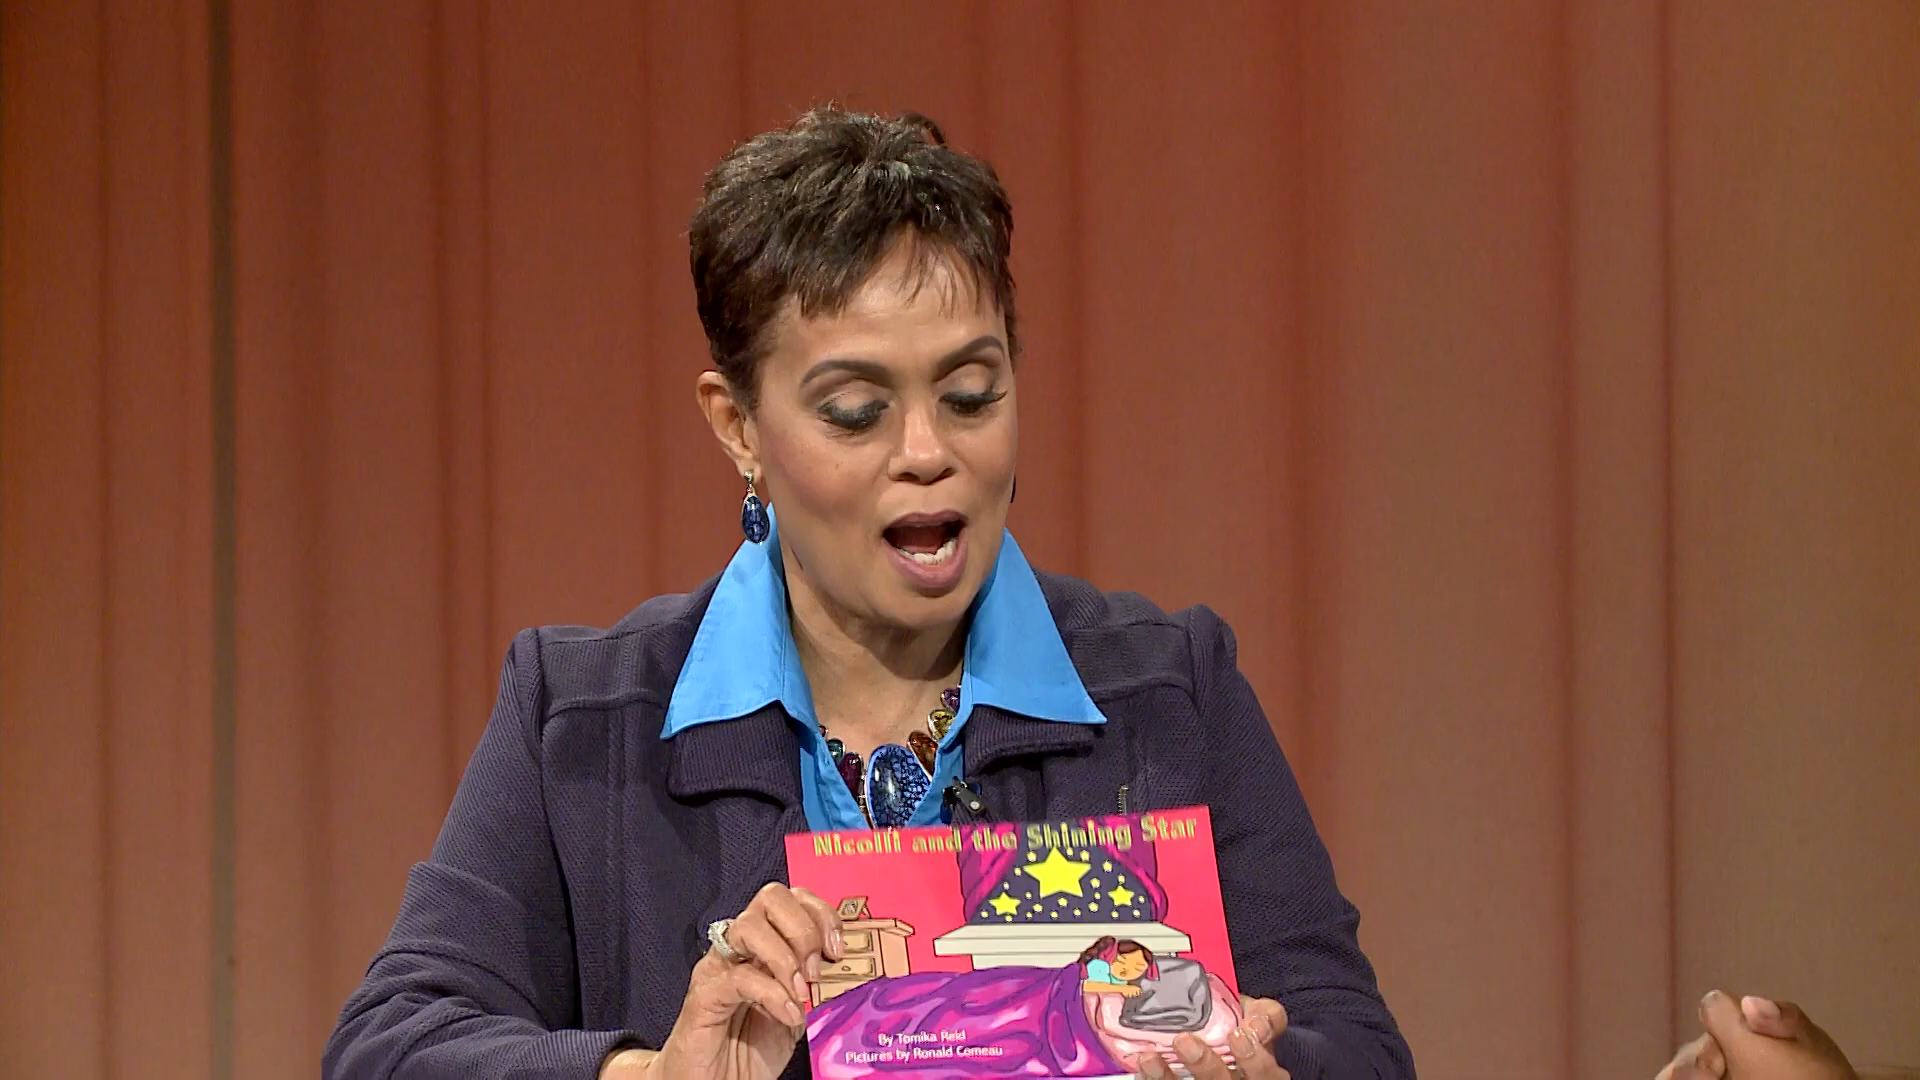 Nicolli and the Shining Star
By Tomika Reid
Pictures by Ronald Comeau